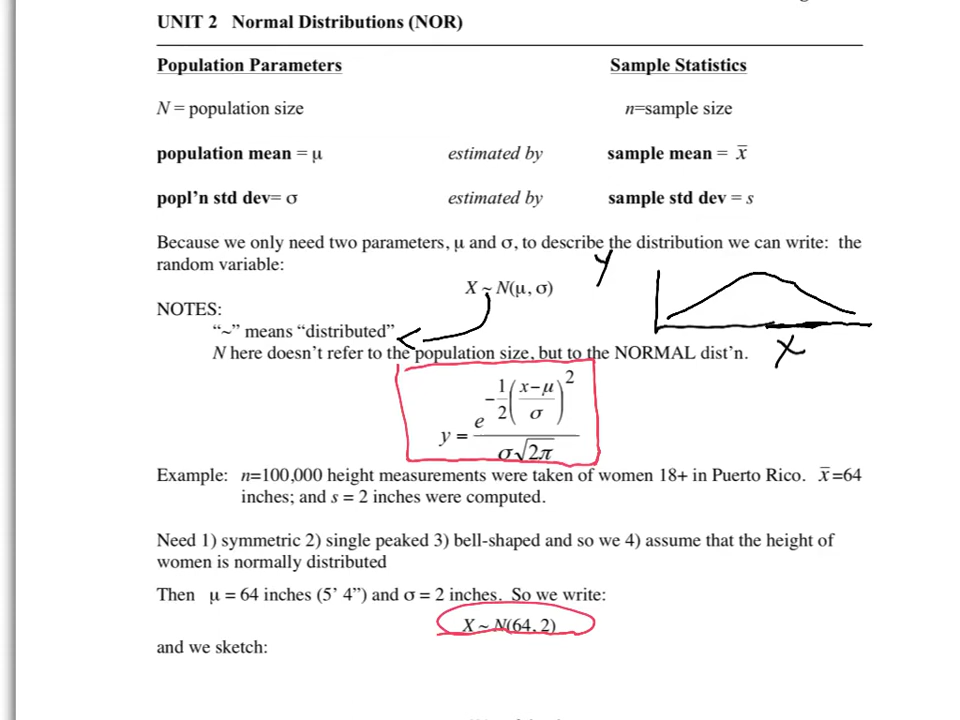 UNIT 2 Normal Distributions (NOR)
Population Parameters Sample Statistics
N = population size n=sample size
population mean = μ estimated by sample mean = x̄
popl’n std dev= σ estimated by sample std dev = s
Because we only need two parameters, μ and σ, to describe the distribution we can write: the
random variable:
y
X ~ N(μ, σ)
NOTES:
“~” means “distributed”
N here doesn’t refer to the population size, but to the NORMAL dist’n.
x
y = e^(-1/2((x-μ)/σ)^2) / (σ√2π)
Example: n=100,000 height measurements were taken of women 18+ in Puerto Rico. x̄=64
inches; and s = 2 inches were computed.
Need 1) symmetric 2) single peaked 3) bell-shaped and so we 4) assume that the height of
women is normally distributed
Then μ = 64 inches (5’ 4”) and σ = 2 inches. So we write:
X ~ N(64, 2)
and we sketch: